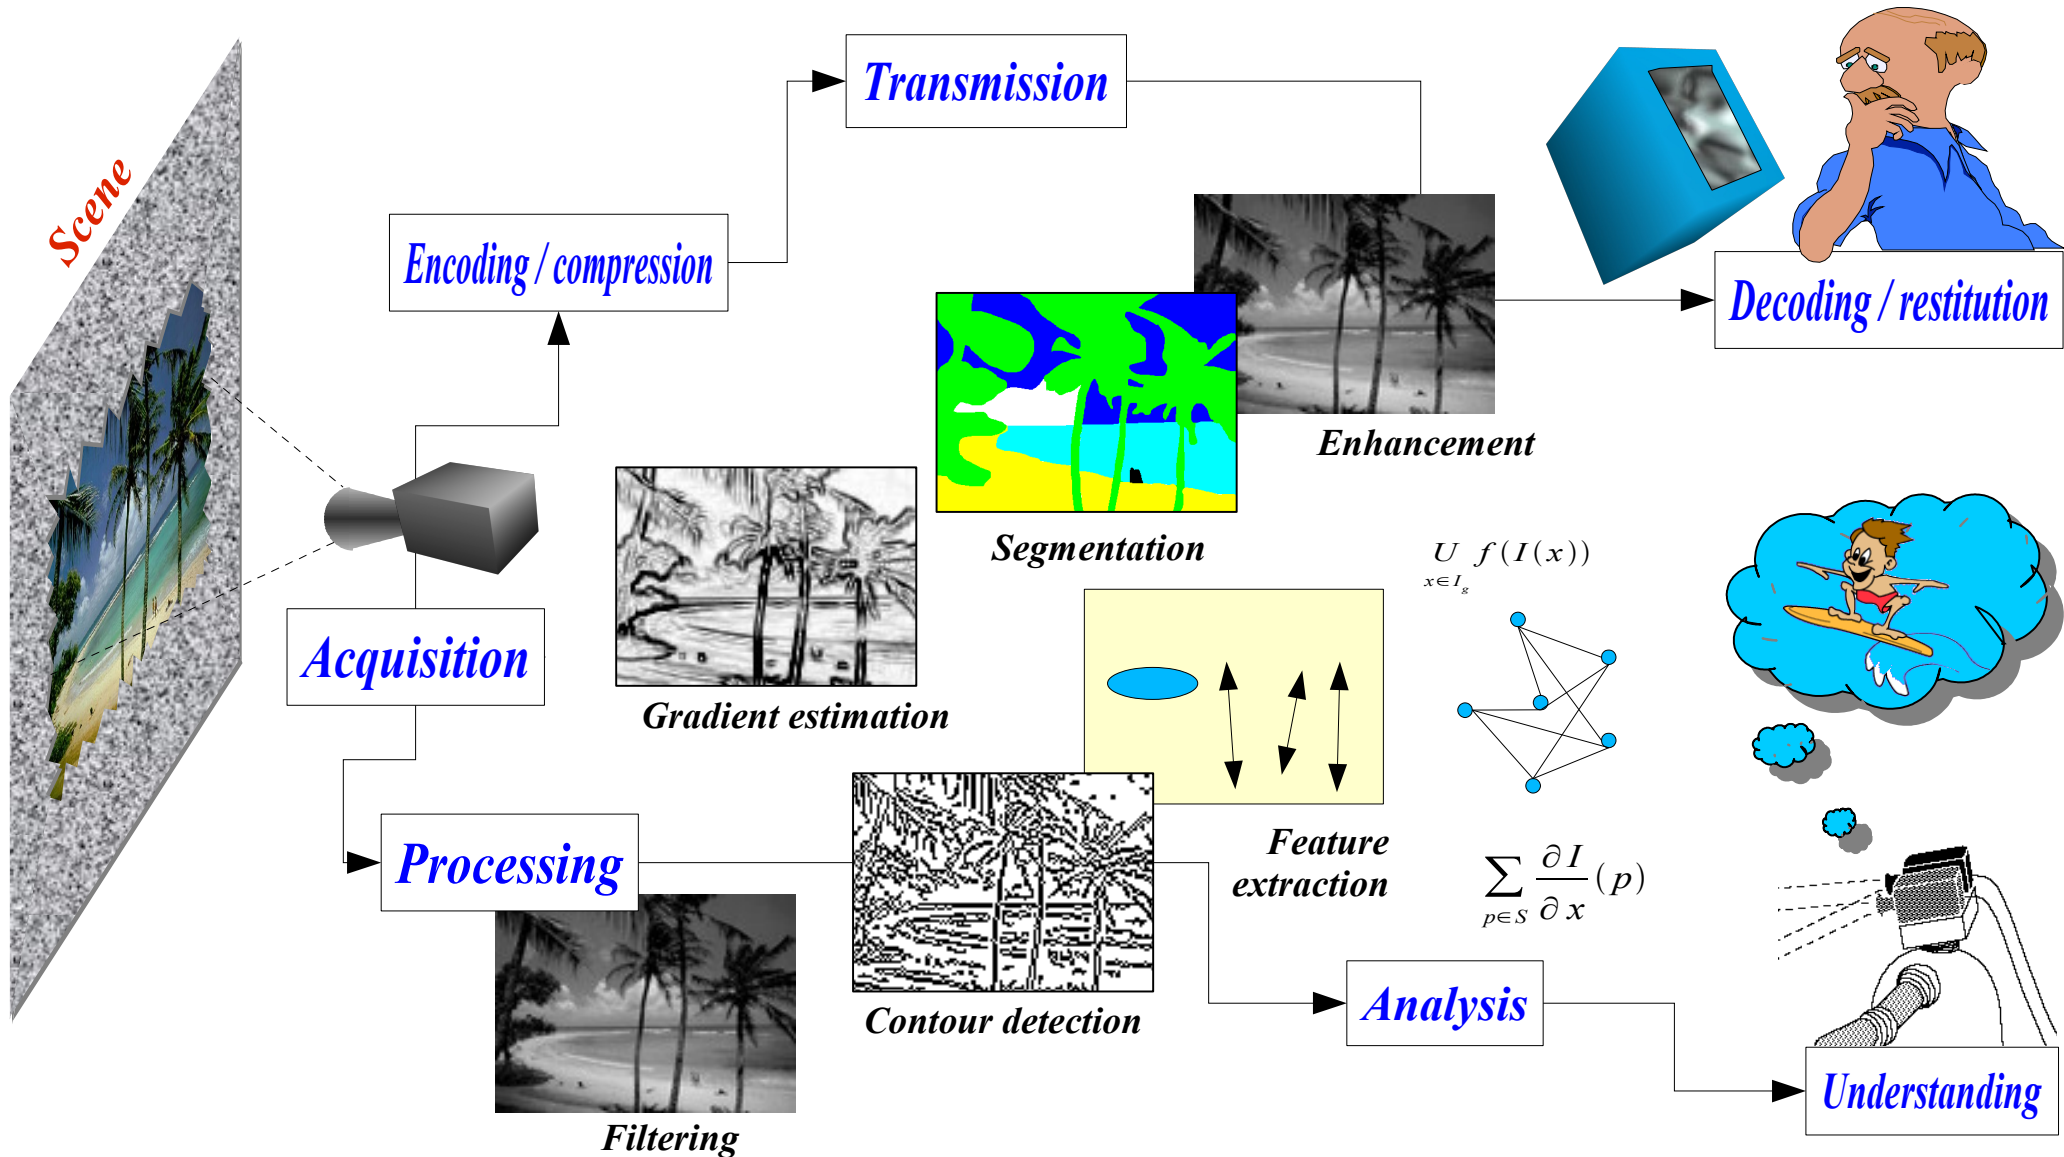 Scene
Transmission
Encoding / compression
Decoding / restitution
Enhancement
Segmentation
Acquisition
Gradient estimation
U f(I(x))
x∈I_g
Processing
Feature
extraction
∑ ∂I/∂x (p)
p∈S
Contour detection
Analysis
Filtering
Understanding